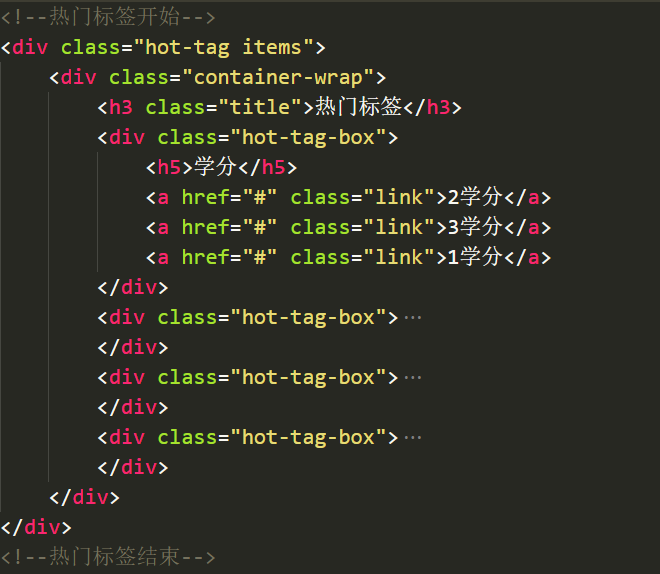 <!--热门标签开始-->
<div class="hot-tag items">
<div class="container-wrap">
<h3 class="title">热门标签</h3>
<div class="hot-tag-box">
<h5>学分</h5>
<a href="#" class="link">2学分</a>
<a href="#" class="link">3学分</a>
<a href="#" class="link">1学分</a>
</div>
<div class="hot-tag-box">···
</div>
<div class="hot-tag-box">···
</div>
<div class="hot-tag-box">···
</div>
</div>
</div>
<!--热门标签结束-->